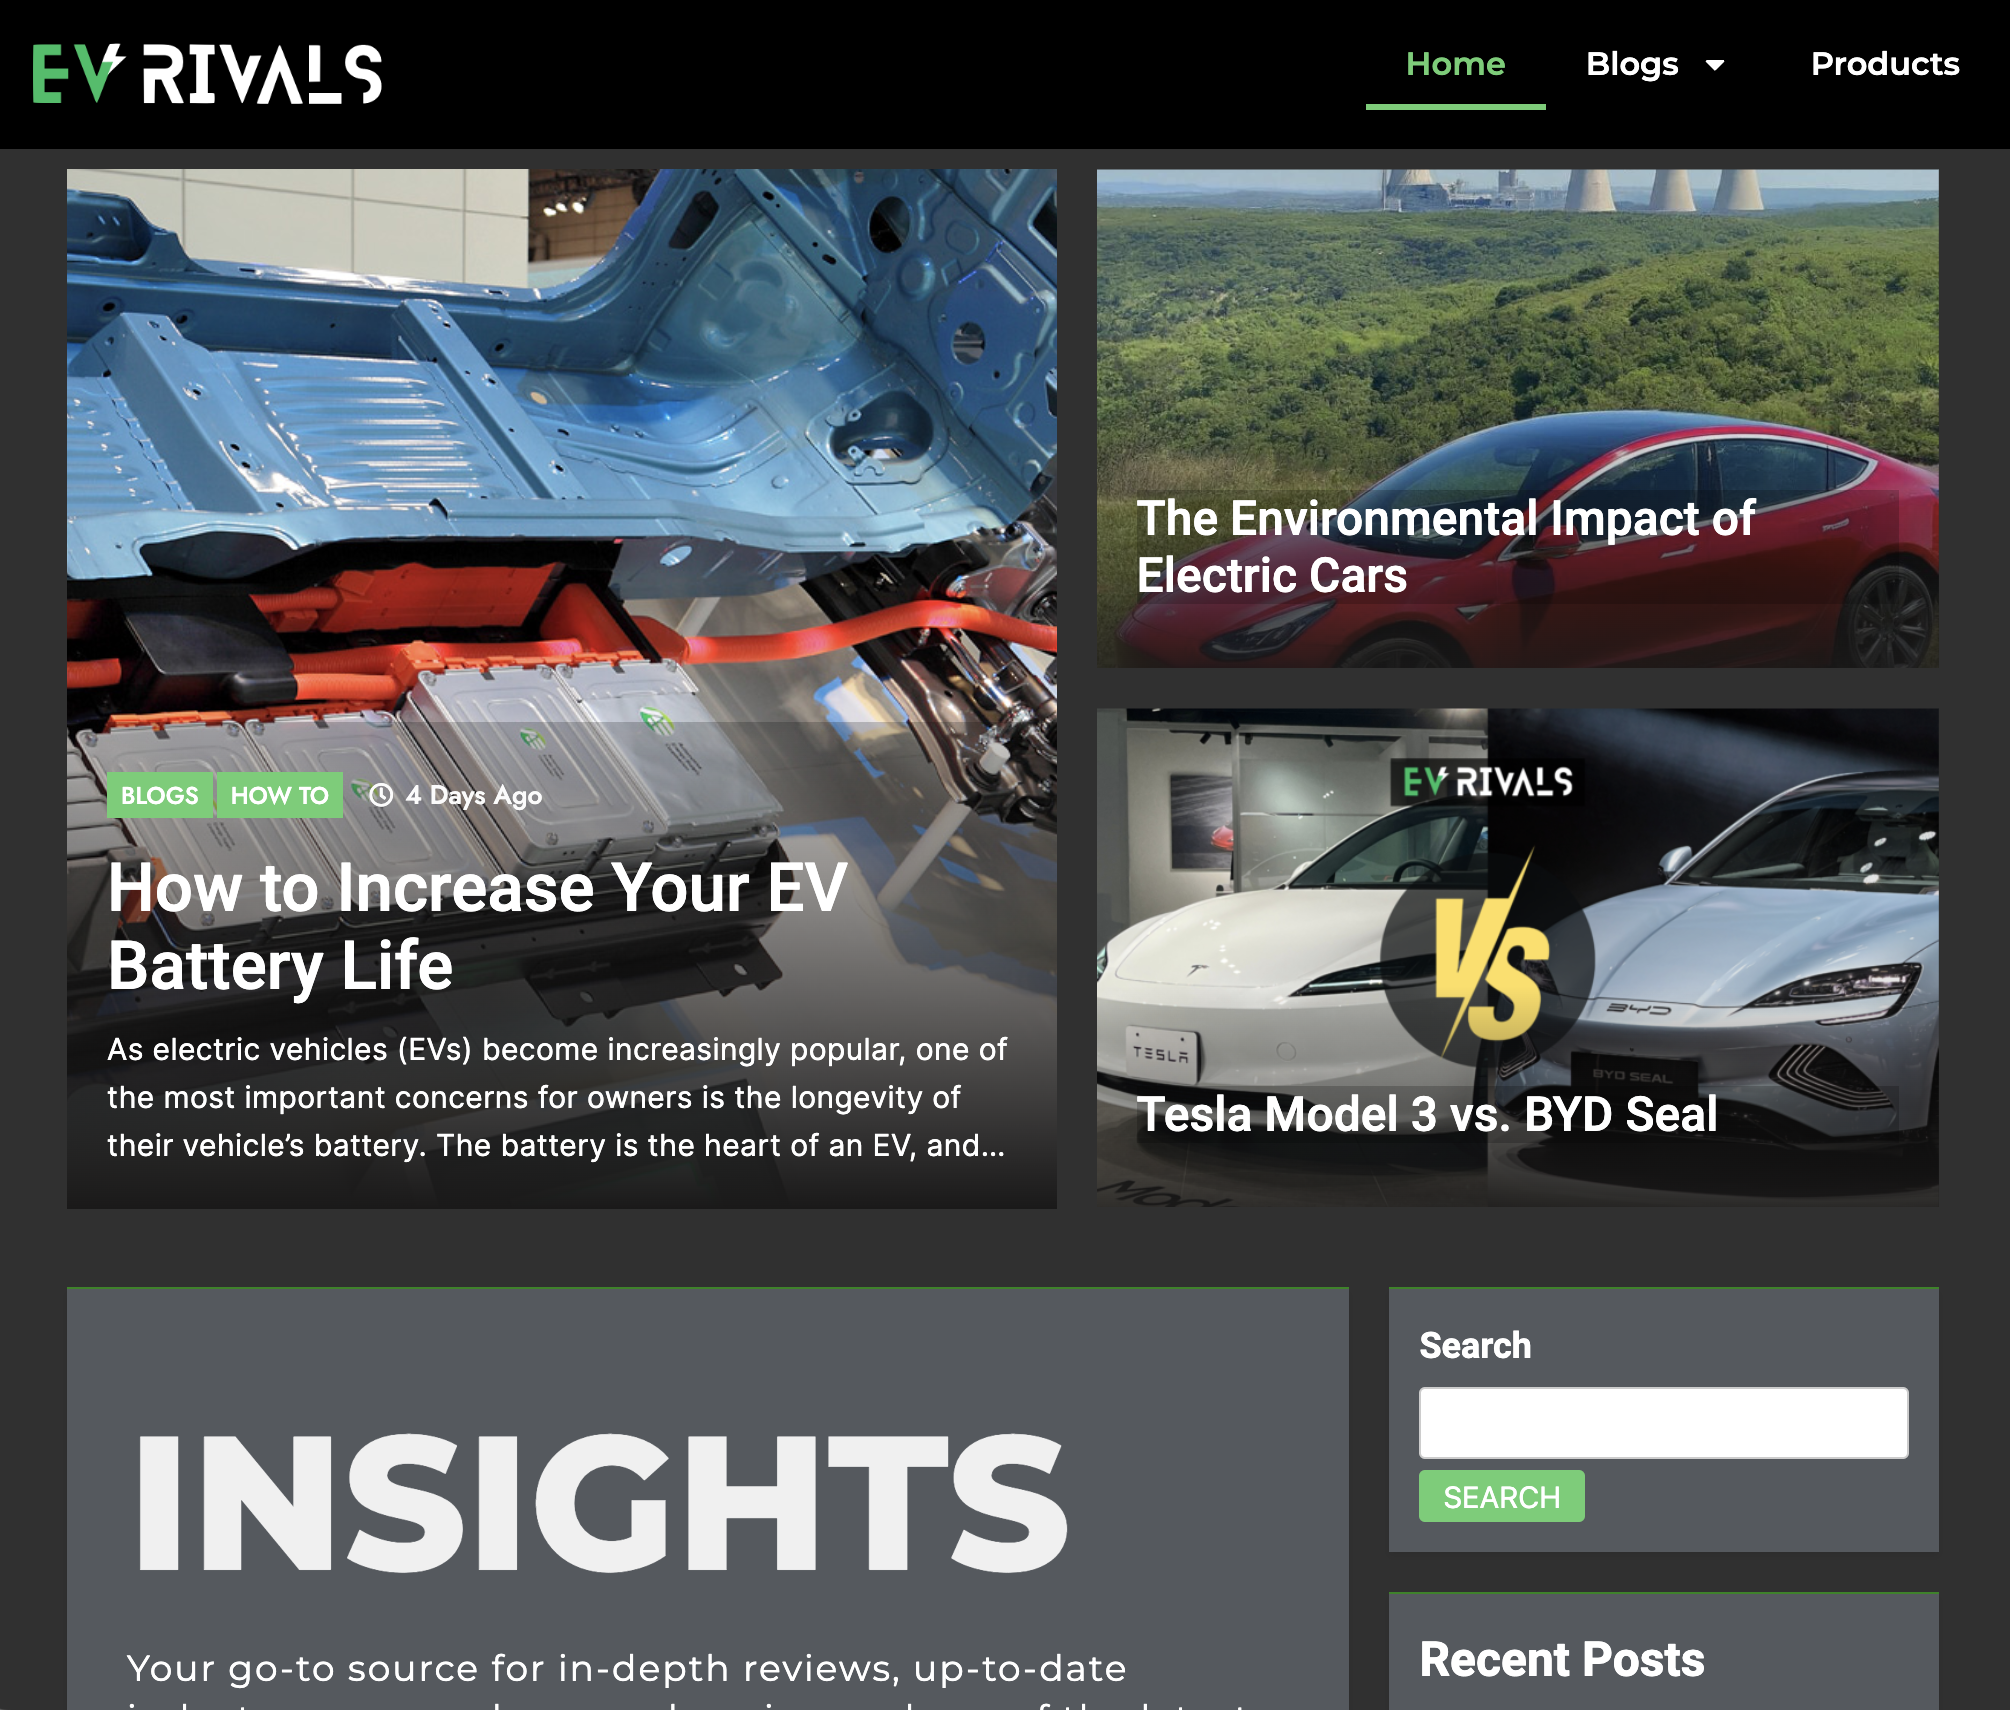 EV RIVALS
Home
Blogs
Products
BLOGS
HOW TO
4 Days Ago
How to Increase Your EV
Battery Life
As electric vehicles (EVs) become increasingly popular, one of
the most important concerns for owners is the longevity of
their vehicle’s battery. The battery is the heart of an EV, and...
The Environmental Impact of
Electric Cars
EV RIVALS
VS
BYD
TESLA
BYD SEAL
Tesla Model 3 vs. BYD Seal
INSIGHTS
Your go-to source for in-depth reviews, up-to-date
Search
SEARCH
Recent Posts